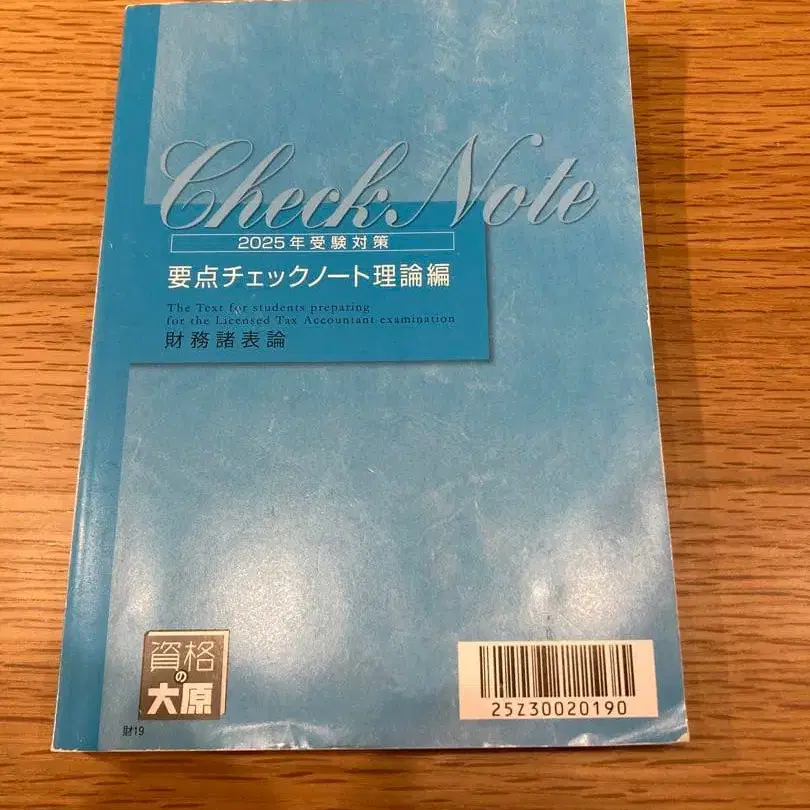 Check Note
2025年受験対策
要点チェックノート理論編
The Text for students preparing
for the Licensed Tax Accountant examination
財務諸表論
資格
の
大原
25Z30020190
財19